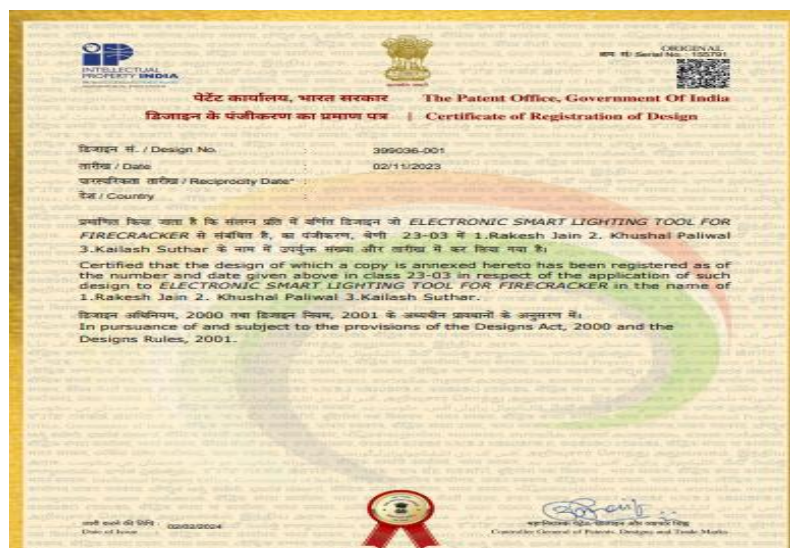 INTELLECTUAL
PROPERTY INDIA
ORIGINAL
क्रम सं/ Serial No. : 155791
पेटेंट कार्यालय, भारत सरकार The Patent Office, Government Of India
डिजाइन के पंजीकरण का प्रमाण पत्र | Certificate of Registration of Design
डिजाइन सं. / Design No. : 399036-001
तारीख / Date : 02/11/2023
पारस्परिकता तारीख / Reciprocity Date* :
देश / Country :
प्रमाणित किया जाता है कि संलग्न प्रति में वर्णित डिजाइन जो ELECTRONIC SMART LIGHTING TOOL FOR
FIRECRACKER से संबंधित है, का पंजीकरण, श्रेणी 23-03 में 1.Rakesh Jain 2. Khushal Paliwal
3.Kailash Suthar के नाम में उपर्युक्त संख्या और तारीख में कर लिया गया है।
Certified that the design of which a copy is annexed hereto has been registered as of
the number and date given above in class 23-03 in respect of the application of such
design to ELECTRONIC SMART LIGHTING TOOL FOR FIRECRACKER in the name of
1.Rakesh Jain 2. Khushal Paliwal 3.Kailash Suthar.
डिजाइन अधिनियम, 2000 तथा डिजाइन नियम, 2001 के अध्यधीन प्रावधानों के अनुसरण में।
In pursuance of and subject to the provisions of the Designs Act, 2000 and the
Designs Rules, 2001.
जारी करने की तिथि : 02/02/2024
Date of Issue
महानियंत्रक पेटेंट, डिजाइन और व्यापार चिह्न
Controller General of Patents, Designs and Trade Marks